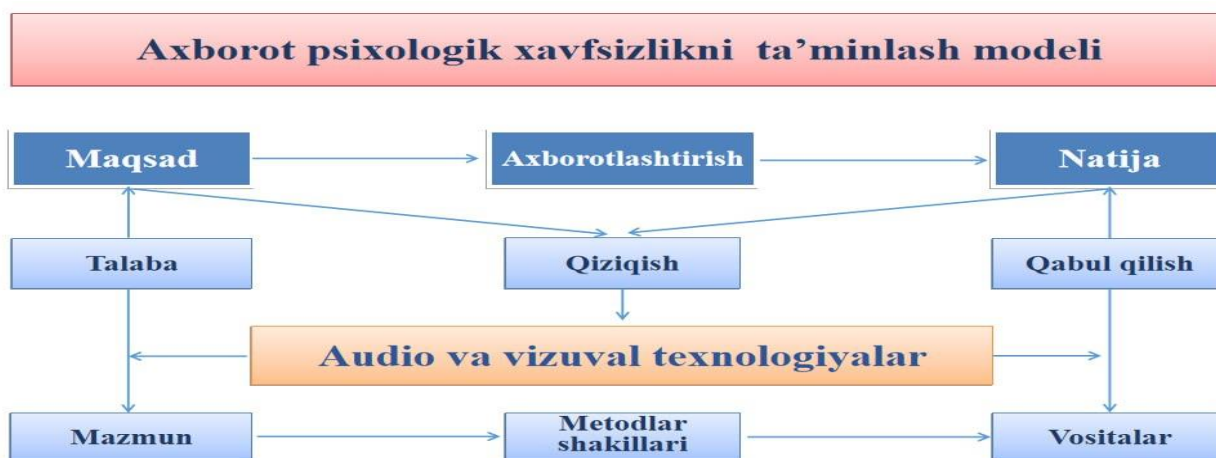 Axborot psixologik xavfsizlikni ta’minlash modeli
Maqsad
Axborotlashtirish
Natija
Talaba
Qiziqish
Qabul qilish
Audio va vizuval texnologiyalar
Mazmun
Metodlar
shakillari
Vositalar